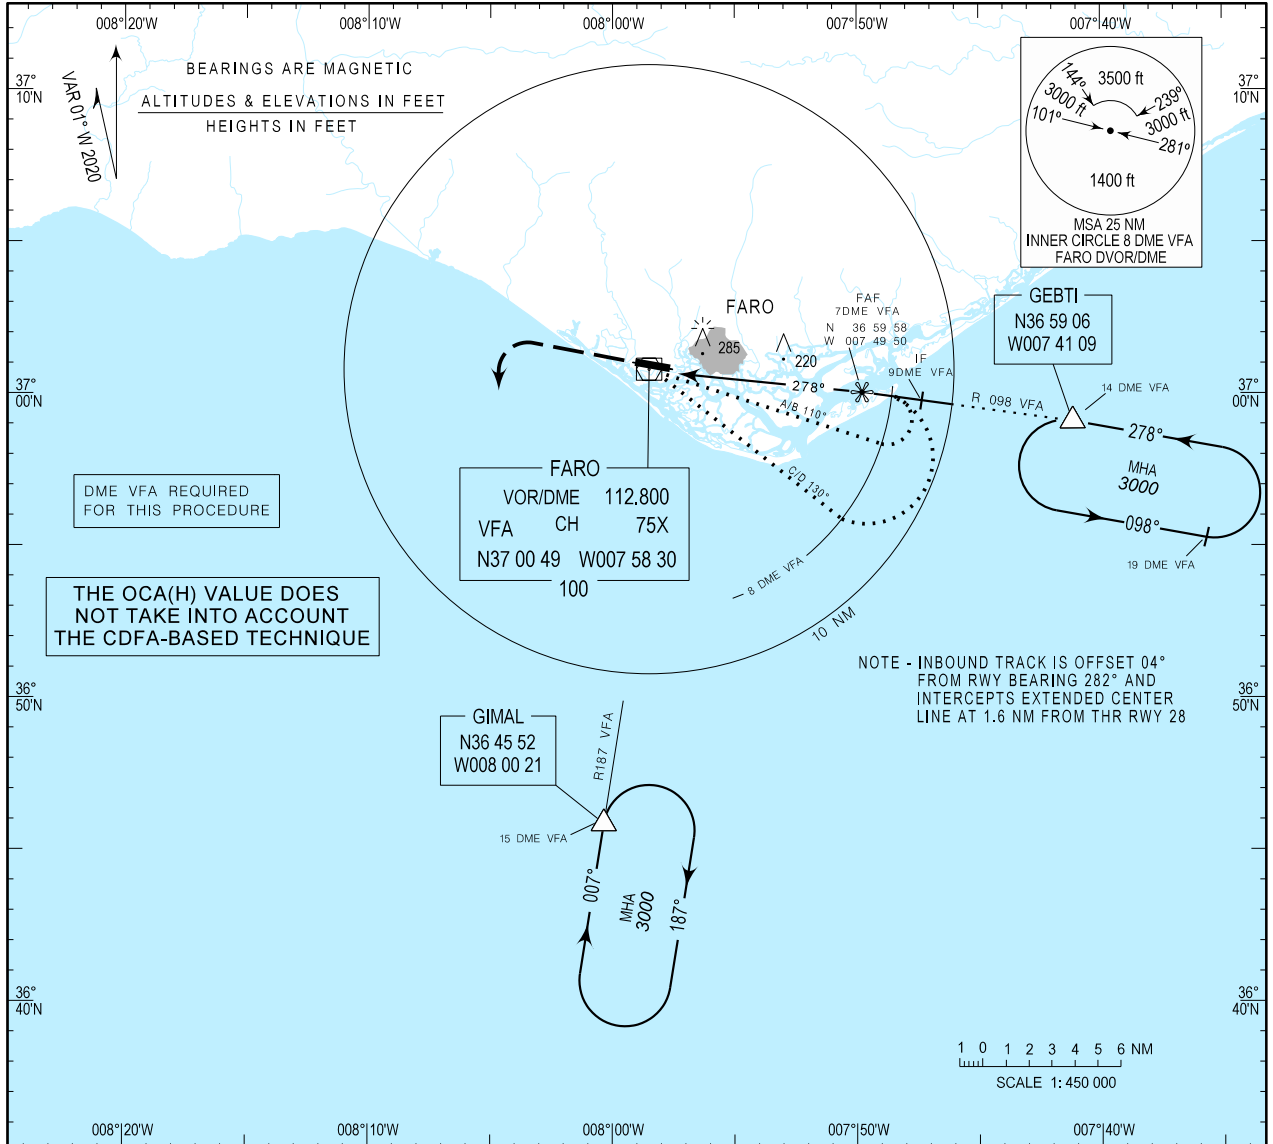 008°20'W 008°10'W 008°00'W 007°50'W 007°40'W
37°
10'N
37°
10'N
VAR 01° W 2020
BEARINGS ARE MAGNETIC
ALTITUDES & ELEVATIONS IN FEET
HEIGHTS IN FEET
3500 ft
144°
3000 ft
101°
239°
3000 ft
281°
1400 ft
MSA 25 NM
INNER CIRCLE 8 DME VFA
FARO DVOR/DME
FARO
285
220
FAF
7DME VFA
N 36 59 58
W 007 49 50
IF
9DME VFA
GEBTI
N36 59 06
W007 41 09
14 DME VFA
R 098 VFA
278°
37°
00'N
37°
00'N
A/B 110°
C/D 130°
278°
MHA
3000
098°
19 DME VFA
FARO
VOR/DME 112.800
VFA CH 75X
N37 00 49 W007 58 30
100
DME VFA REQUIRED
FOR THIS PROCEDURE
8 DME VFA
10 NM
THE OCA(H) VALUE DOES
NOT TAKE INTO ACCOUNT
THE CDFA-BASED TECHNIQUE
NOTE - INBOUND TRACK IS OFFSET 04°
FROM RWY BEARING 282° AND
INTERCEPTS EXTENDED CENTER
LINE AT 1.6 NM FROM THR RWY 28
36°
50'N
36°
50'N
GIMAL
N36 45 52
W008 00 21
R187 VFA
15 DME VFA
007°
MHA
3000
187°
36°
40'N
36°
40'N
1 0 1 2 3 4 5 6 NM
SCALE 1: 450 000
008°20'W 008°10'W 008°00'W 007°50'W 007°40'W